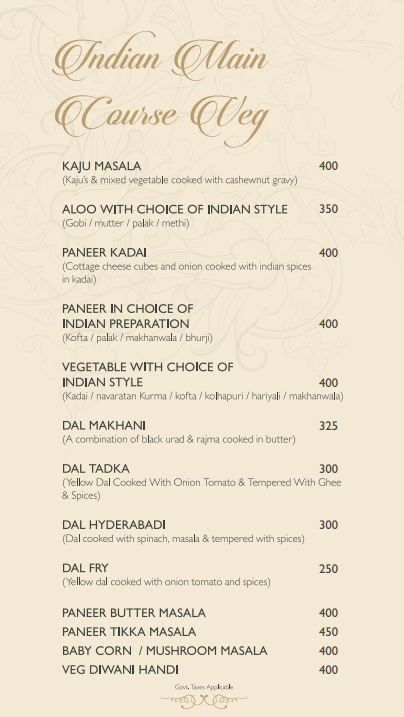 Indian Main
Course Veg
KAJU MASALA 400
(Kaju's & mixed vegetable cooked with cashewnut gravy)
ALOO WITH CHOICE OF INDIAN STYLE 350
(Gobi / mutter / palak / methi)
PANEER KADAI 400
(Cottage cheese cubes and onion cooked with indian spices
in kadai)
PANEER IN CHOICE OF
INDIAN PREPARATION 400
(Kofta / palak / makhanwala / bhurji)
VEGETABLE WITH CHOICE OF
INDIAN STYLE 400
(Kadai / navaratan Kurma / kofta / kolhapuri / hariyali / makhanwala)
DAL MAKHANI 325
(A combination of black urad & rajma cooked in butter)
DAL TADKA 300
(Yellow Dal Cooked With Onion Tomato & Tempered With Ghee
& Spices)
DAL HYDERABADI 300
(Dal cooked with spinach, masala & tempered with spices)
DAL FRY 250
(Yellow dal cooked with onion tomato and spices)
PANEER BUTTER MASALA 400
PANEER TIKKA MASALA 450
BABY CORN / MUSHROOM MASALA 400
VEG DIWANI HANDI 400
Govt. Taxes Applicable